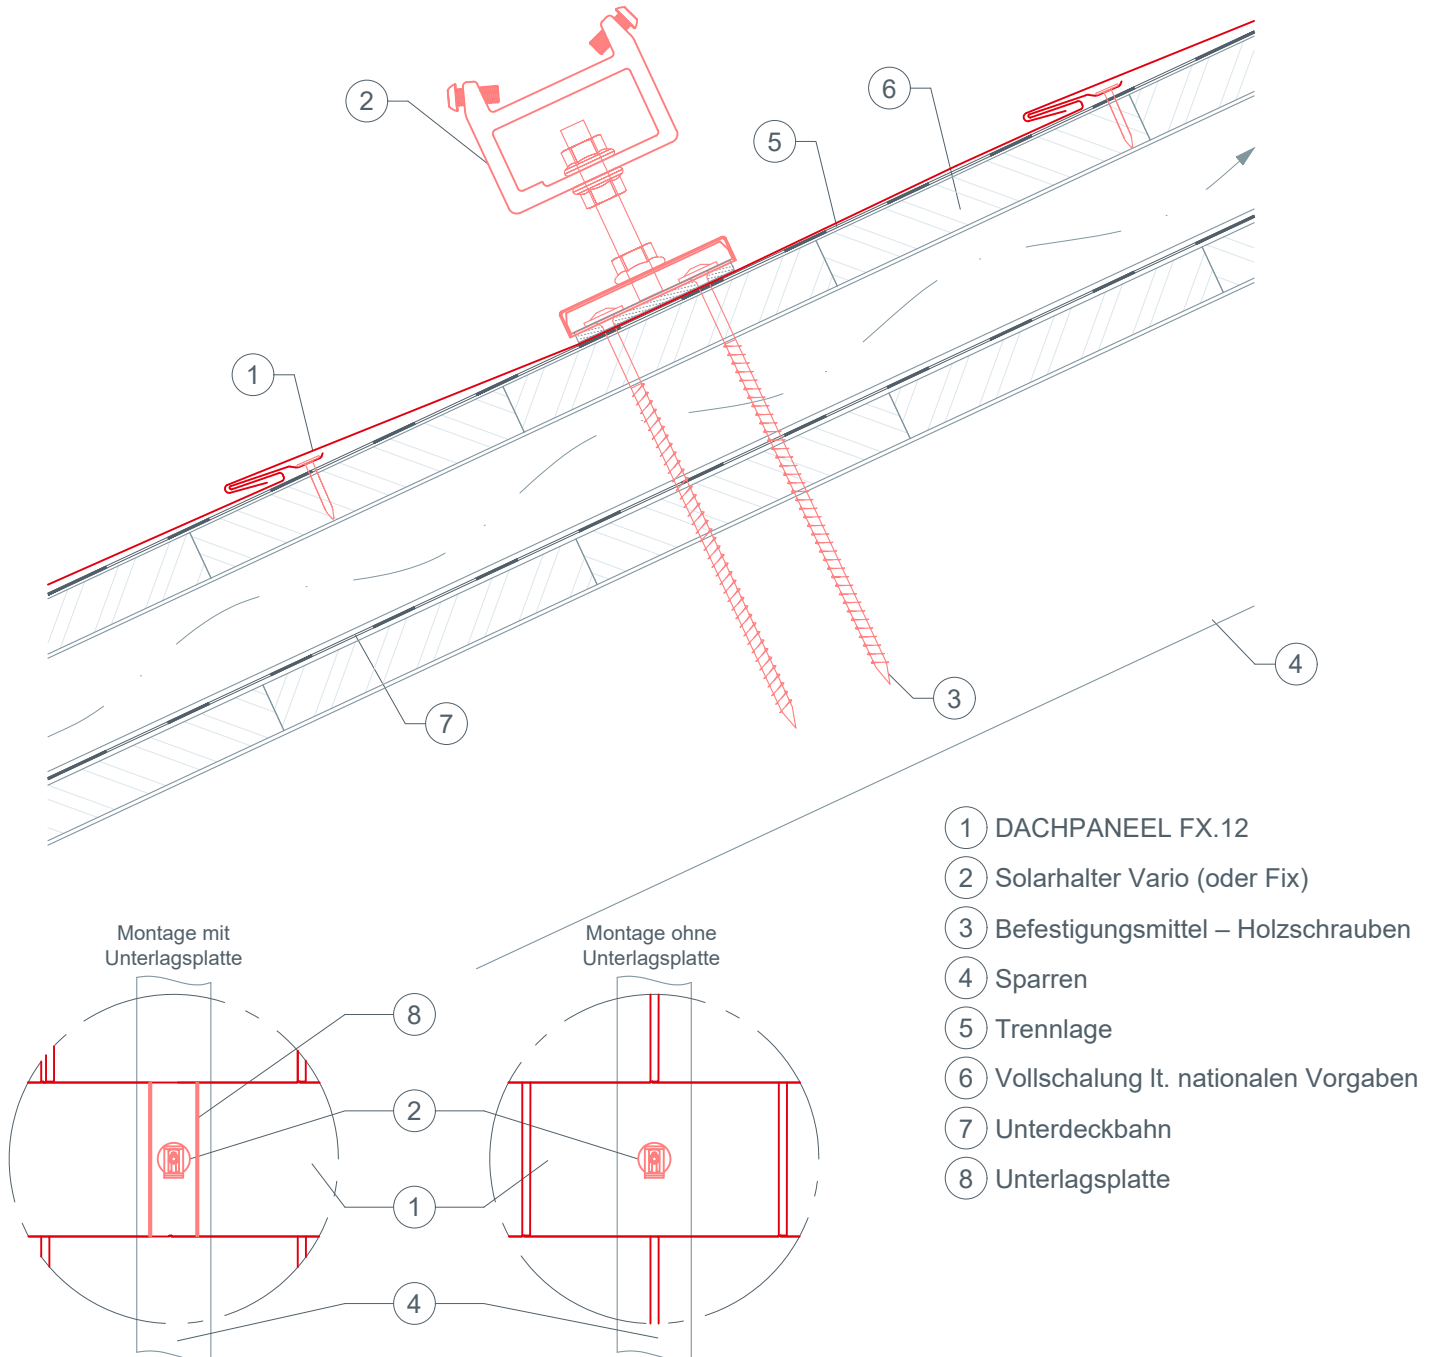 2
6
5
1
4
3
7
1 DACHPANEEL FX.12
2 Solarhalter Vario (oder Fix)
3 Befestigungsmittel – Holzschrauben
4 Sparren
5 Trennlage
6 Vollschalung lt. nationalen Vorgaben
7 Unterdeckbahn
8 Unterlagsplatte
Montage mit
Unterlagsplatte
Montage ohne
Unterlagsplatte
8
2
1
4